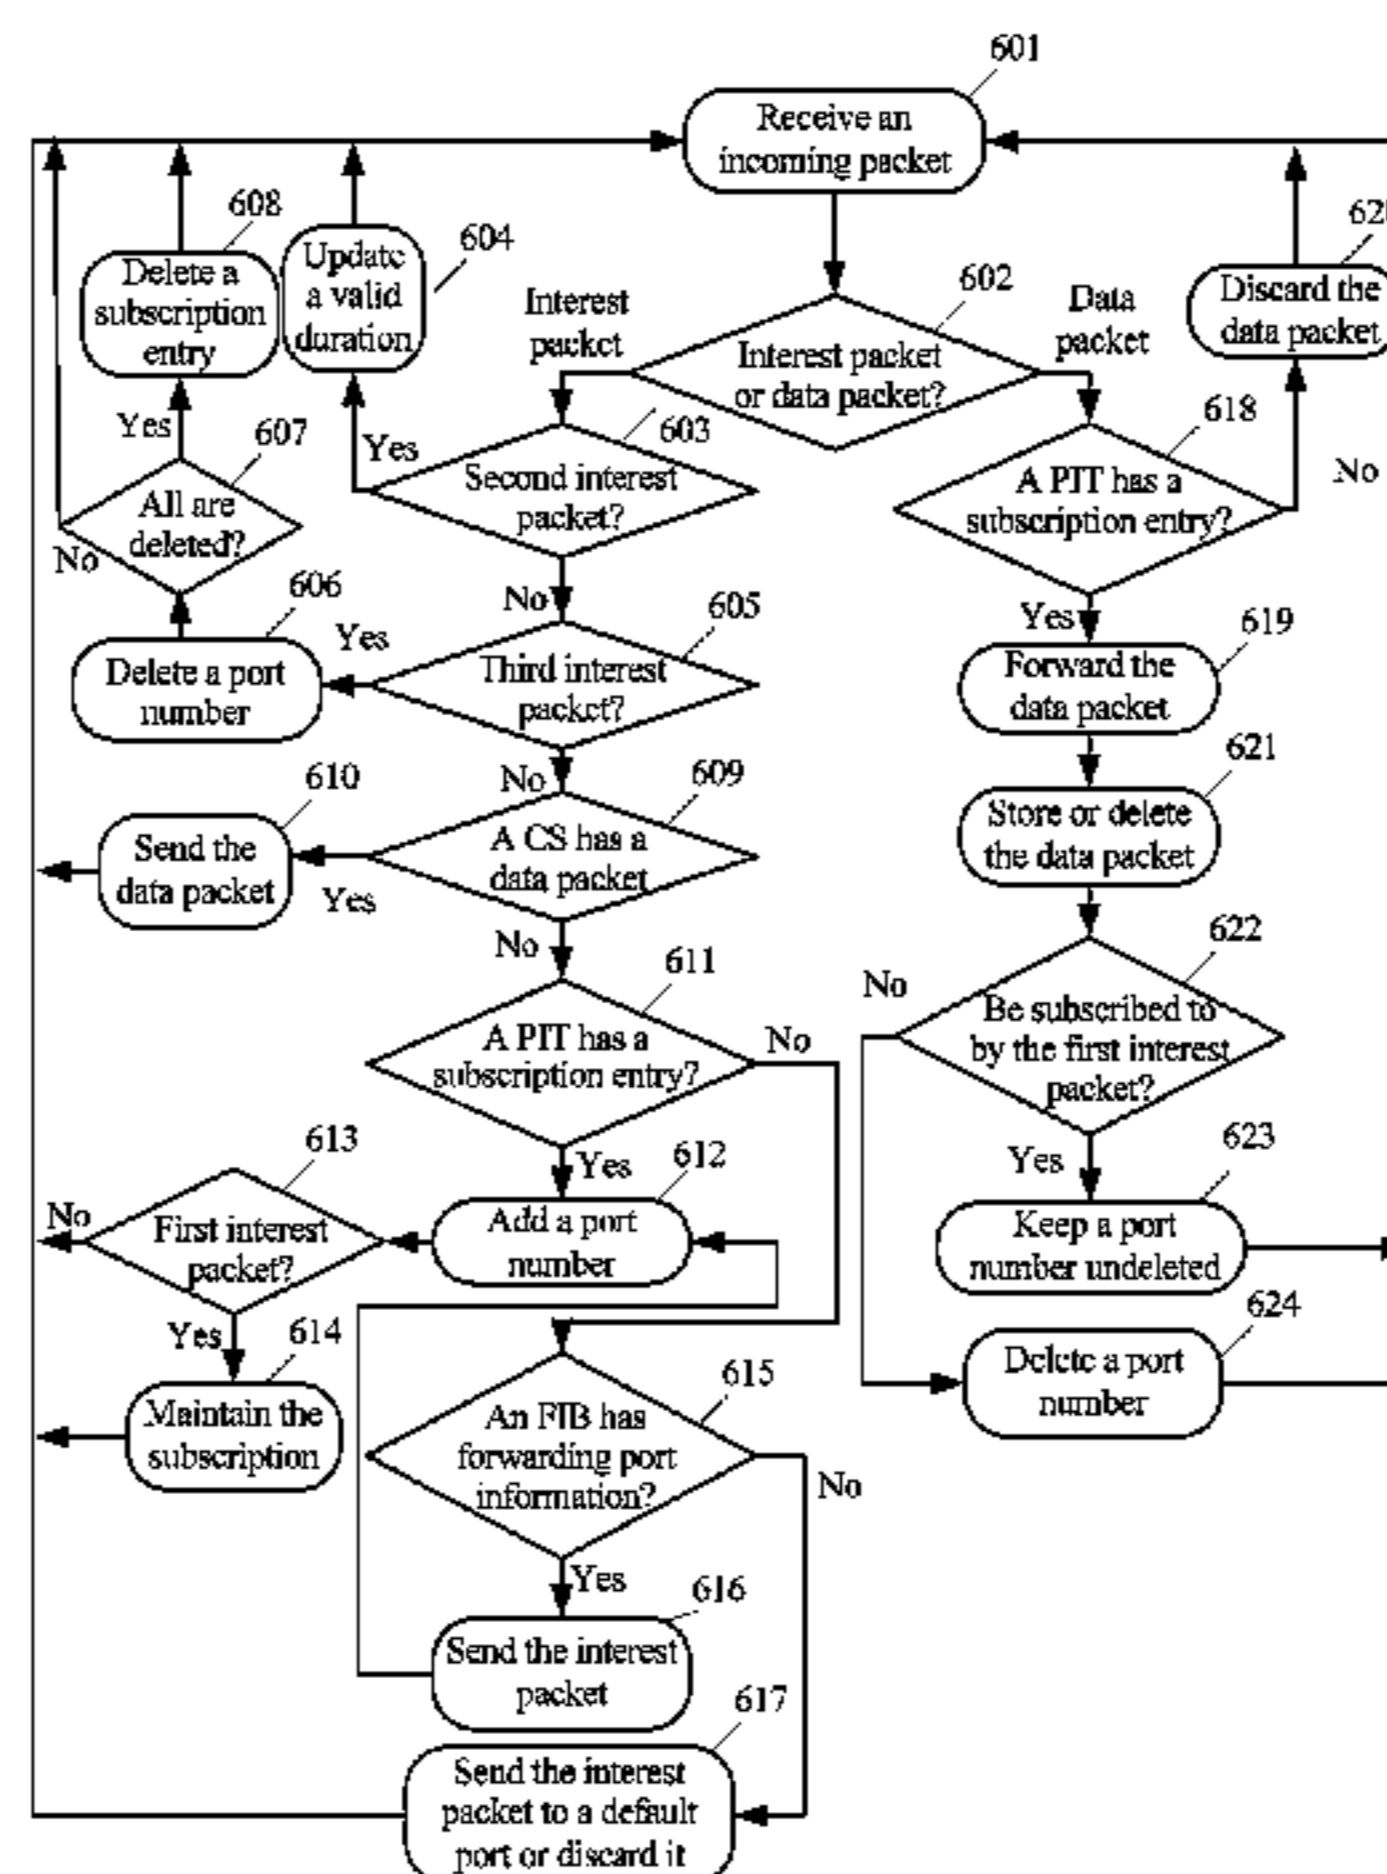 601
Receive an
incoming packet
608
Delete a
subscription
entry
Update
a valid
duration
604
Interest
packet
602
Interest packet
or data packet?
Data
packet
Discard the
data packet
618
A PIT has a
subscription entry?
No
Yes
607
All are
deleted?
No
Yes
603
Second interest
packet?
No
606
Delete a port
number
Yes
605
Third interest
packet?
No
Yes
619
Forward the
data packet
610
Send the
data packet
Yes
609
A CS has a
data packet
No
621
Store or delete
the data packet
611
A PIT has a
subscription entry?
No
Yes
622
No
Be subscribed to
by the first interest
packet?
Yes
613
No
First interest
packet?
Yes
612
Add a port
number
623
Keep a port
number undeleted
614
Maintain the
subscription
624
Delete a port
number
615
An FIB has
forwarding port
information?
No
Yes
616
Send the interest
packet
617
Send the interest
packet to a default
port or discard it